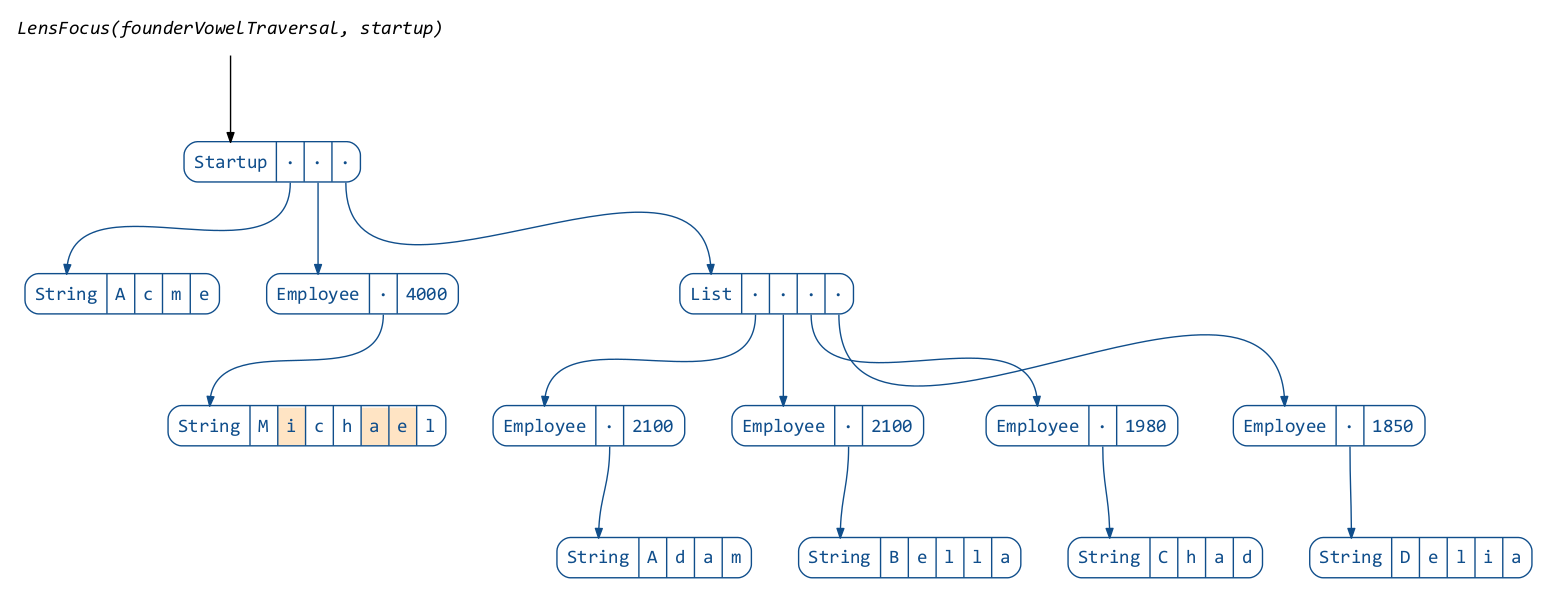 LensFocus(founderVowelTraversal, startup)
Startup · · ·
String A c m e
Employee · 4000
List · · · ·
String M i c h a e l
Employee · 2100
Employee · 2100
Employee · 1980
Employee · 1850
String A d a m
String B e l l a
String C h a d
String D e l i a